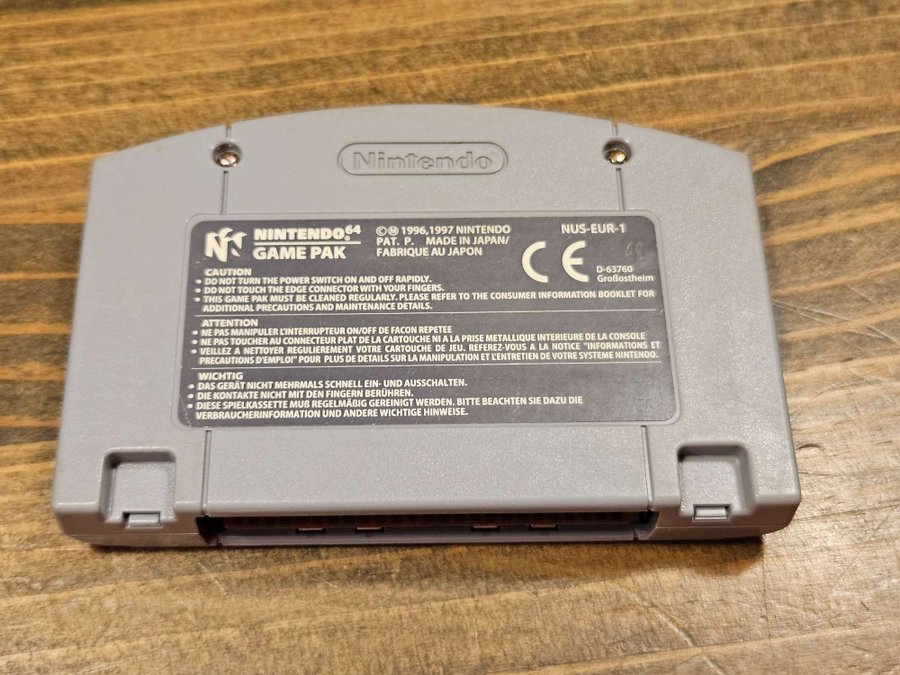 Nintendo
NINTENDO64
GAME PAK
©Ⓜ 1996,1997 NINTENDO
PAT. P. MADE IN JAPAN/
FABRIQUE AU JAPON
NUS-EUR-1
CE
D-63760
Großostheim
CAUTION
• DO NOT TURN THE POWER SWITCH ON AND OFF RAPIDLY.
• DO NOT TOUCH THE EDGE CONNECTOR WITH YOUR FINGERS.
• THIS GAME PAK MUST BE CLEANED REGULARLY. PLEASE REFER TO THE CONSUMER INFORMATION BOOKLET FOR
ADDITIONAL PRECAUTIONS AND MAINTENANCE DETAILS.
ATTENTION
• NE PAS MANIPULER L'INTERRUPTEUR ON/OFF DE FACON REPETEE
• NE PAS TOUCHER AU CONNECTEUR PLAT DE LA CARTOUCHE NI A LA PRISE METALLIQUE INTERIEURE DE LA CONSOLE
• VEILLEZ A NETTOYER REGULIEREMENT VOTRE CARTOUCHE DE JEU. REFEREZ-VOUS A LA NOTICE "INFORMATIONS ET
PRECAUTIONS D'EMPLOI" POUR PLUS DE DETAILS SUR LA MANIPULATION ET L'ENTRETIEN DE VOTRE SYSTEME NINTENDO.
WICHTIG
• DAS GERÄT NICHT MEHRMALS SCHNELL EIN- UND AUSSCHALTEN.
• DIE KONTAKTE NICHT MIT DEN FINGERN BERÜHREN.
• DIESE SPIELKASSETTE MUß REGELMÄßIG GEREINIGT WERDEN. BITTE BEACHTEN SIE DAZU DIE
VERBRAUCHERINFORMATION UND ANDERE WICHTIGE HINWEISE.